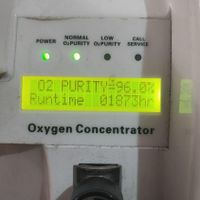 POWER NORMAL O₂PURITY LOW O₂PURITY CALL SERVICE
O2 PURITY=96.0%
Runtime 01873hr
Oxygen Concentrator